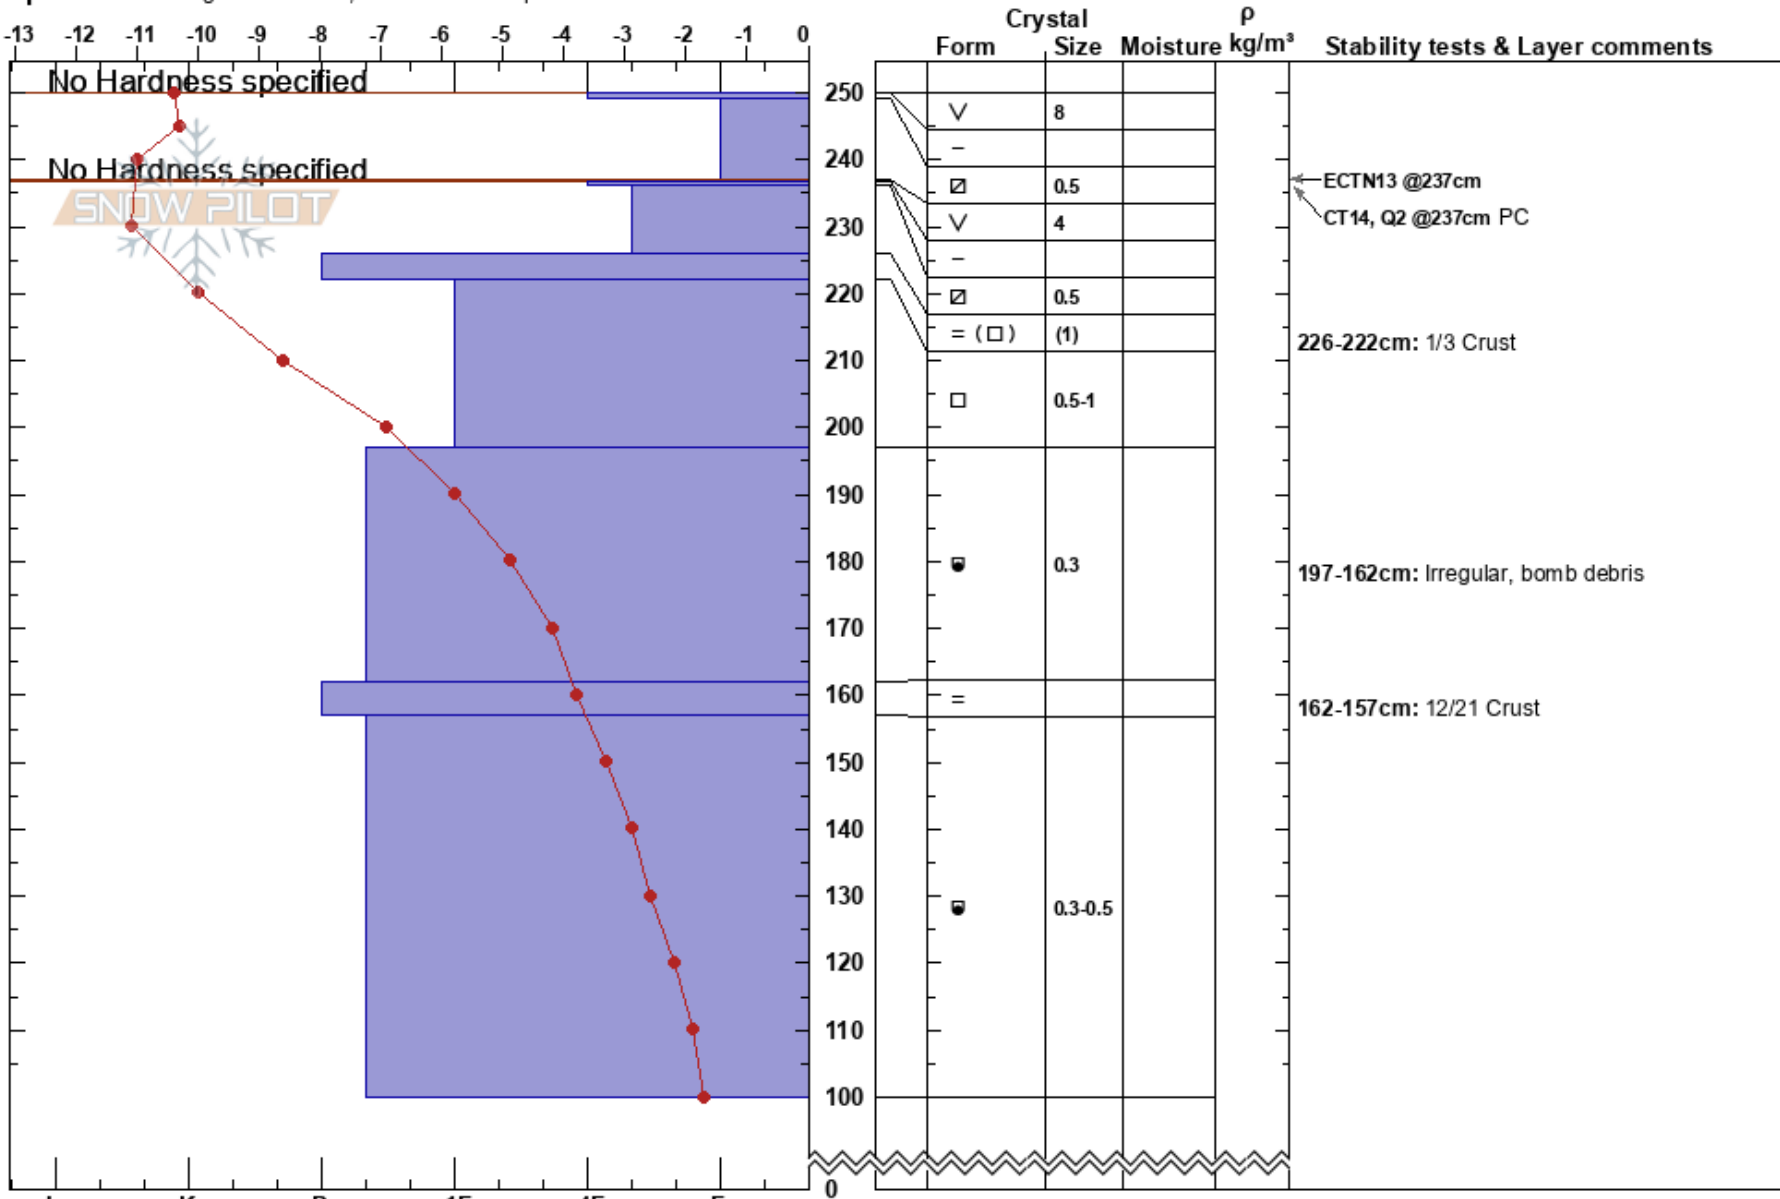 -13 -12 -11 -10 -9 -8 -7 -6 -5 -4 -3 -2 -1 0
Crystal
ρ
Form Size Moisture kg/m³ Stability tests & Layer comments
No Hardness specified
250
8
240
No Hardness specified
0.5
ECTN13 @237cm
SNOW PILOT
230
4
CT14, Q2 @237cm PC
220
0.5
= (□) (1)
226-222cm: 1/3 Crust
210
0.5-1
200
190
180
0.3
197-162cm: Irregular, bomb debris
170
160
=
162-157cm: 12/21 Crust
150
140
130
0.3-0.5
120
110
100
0